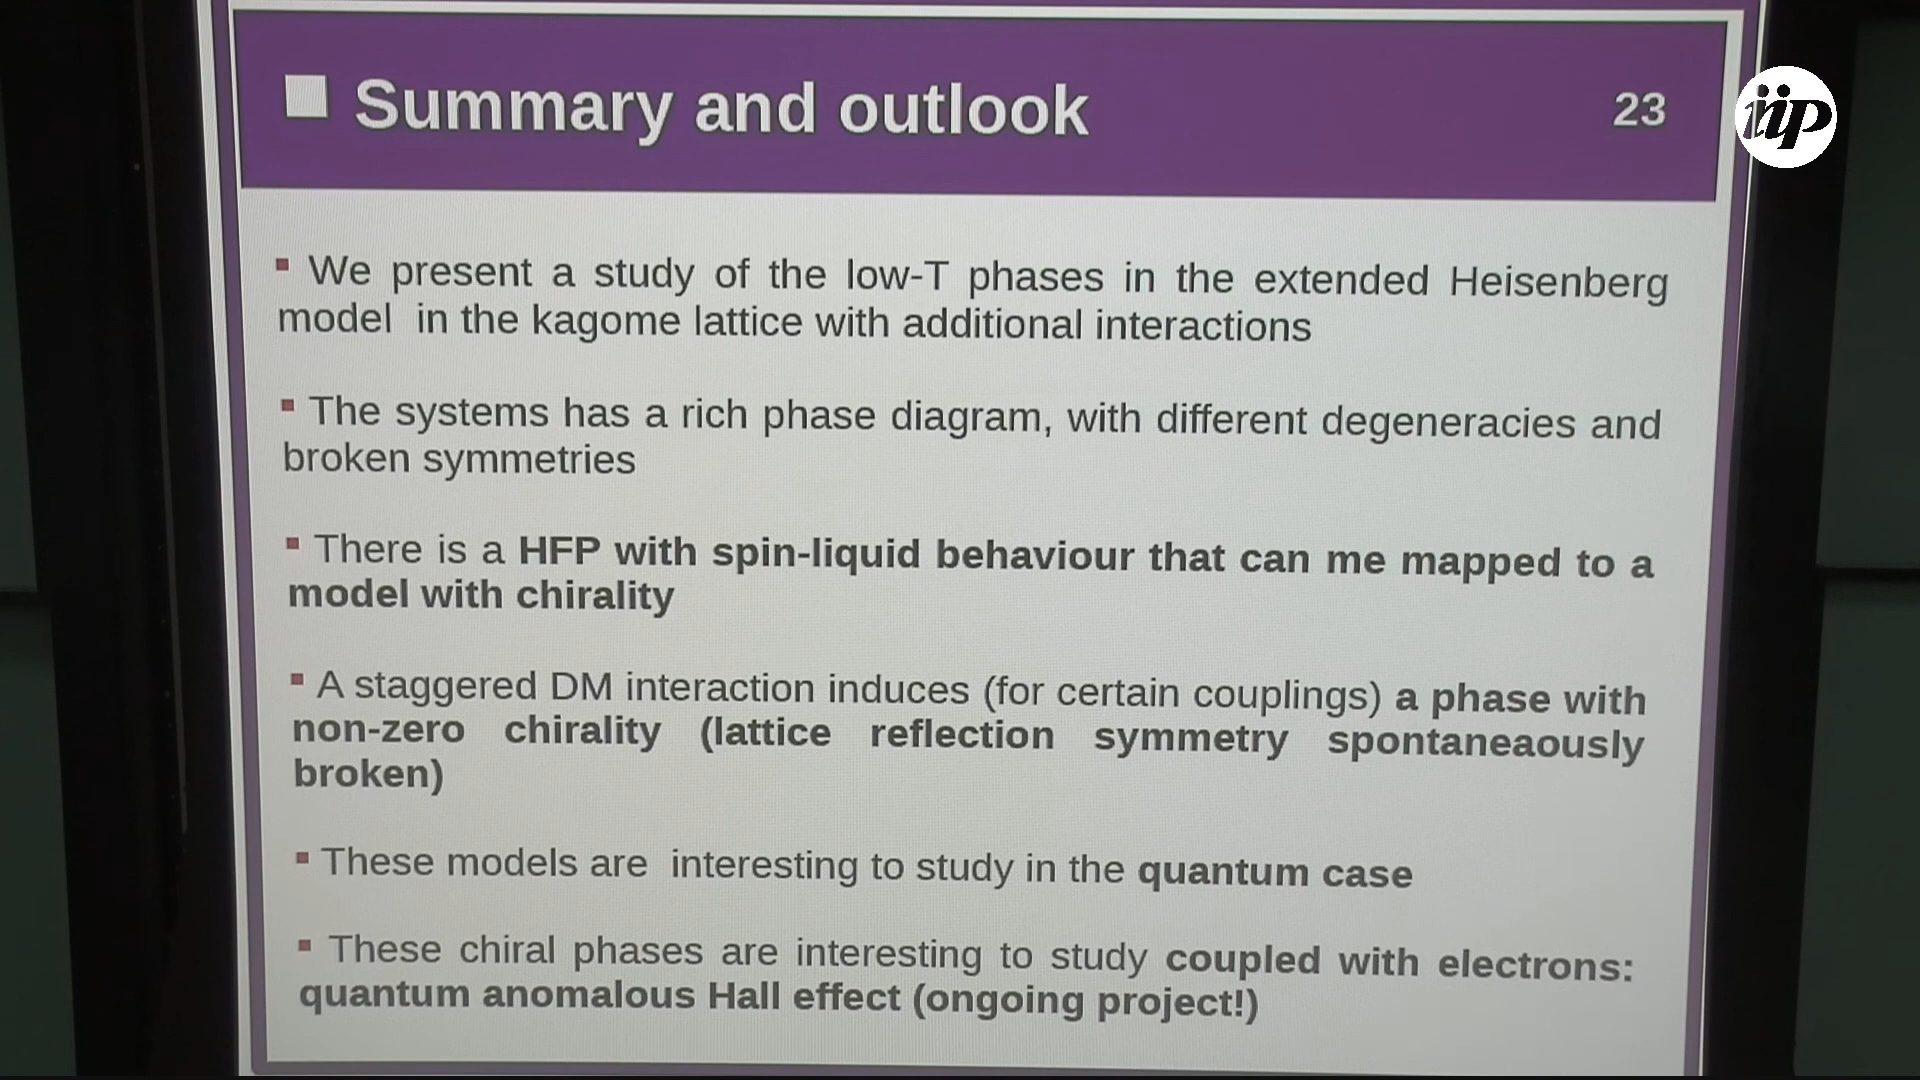 Summary and outlook
23
iip
We present a study of the low-T phases in the extended Heisenberg
model in the kagome lattice with additional interactions
The systems has a rich phase diagram, with different degeneracies and
broken symmetries
There is a HFP with spin-liquid behaviour that can me mapped to a
model with chirality
A staggered DM interaction induces (for certain couplings) a phase with
non-zero chirality (lattice reflection symmetry spontaneaously
broken)
These models are interesting to study in the quantum case
These chiral phases are interesting to study coupled with electrons:
quantum anomalous Hall effect (ongoing project!)